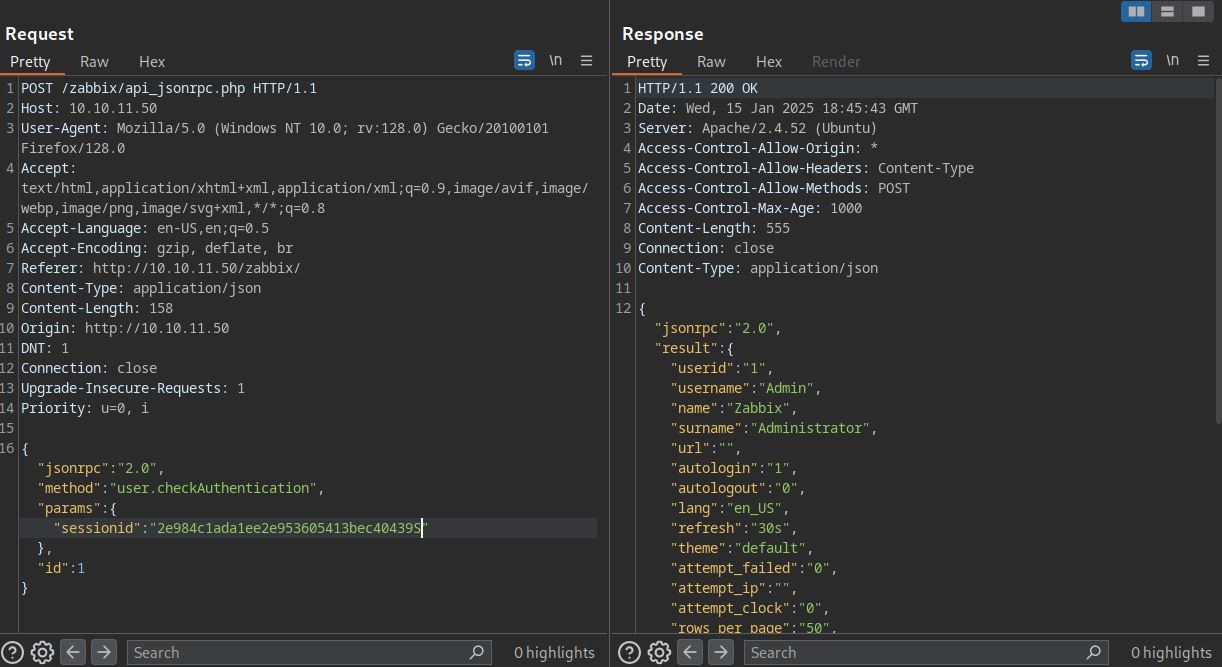 Request
Pretty Raw Hex
\n
1 POST /zabbix/api_jsonrpc.php HTTP/1.1
2 Host: 10.10.11.50
3 User-Agent: Mozilla/5.0 (Windows NT 10.0; rv:128.0) Gecko/20100101
Firefox/128.0
4 Accept:
text/html,application/xhtml+xml,application/xml;q=0.9,image/avif,image/
webp,image/png,image/svg+xml,*/*;q=0.8
5 Accept-Language: en-US,en;q=0.5
6 Accept-Encoding: gzip, deflate, br
7 Referer: http://10.10.11.50/zabbix/
8 Content-Type: application/json
9 Content-Length: 158
10 Origin: http://10.10.11.50
11 DNT: 1
12 Connection: close
13 Upgrade-Insecure-Requests: 1
14 Priority: u=0, i
15
16 {
"jsonrpc":"2.0",
"method":"user.checkAuthentication",
"params":{
"sessionid":"2e984c1ada1ee2e953605413bec40439S"
},
"id":1
}
Search 0 highlights
Response
Pretty Raw Hex Render
\n
1 HTTP/1.1 200 OK
2 Date: Wed, 15 Jan 2025 18:45:43 GMT
3 Server: Apache/2.4.52 (Ubuntu)
4 Access-Control-Allow-Origin: *
5 Access-Control-Allow-Headers: Content-Type
6 Access-Control-Allow-Methods: POST
7 Access-Control-Max-Age: 1000
8 Content-Length: 555
9 Connection: close
10 Content-Type: application/json
11
12 {
"jsonrpc":"2.0",
"result":{
"userid":"1",
"username":"Admin",
"name":"Zabbix",
"surname":"Administrator",
"url":"",
"autologin":"1",
"autologout":"0",
"lang":"en_US",
"refresh":"30s",
"theme":"default",
"attempt_failed":"0",
"attempt_ip":"",
"attempt_clock":"0",
"rows_per_page":"50",
Search 0 highlights